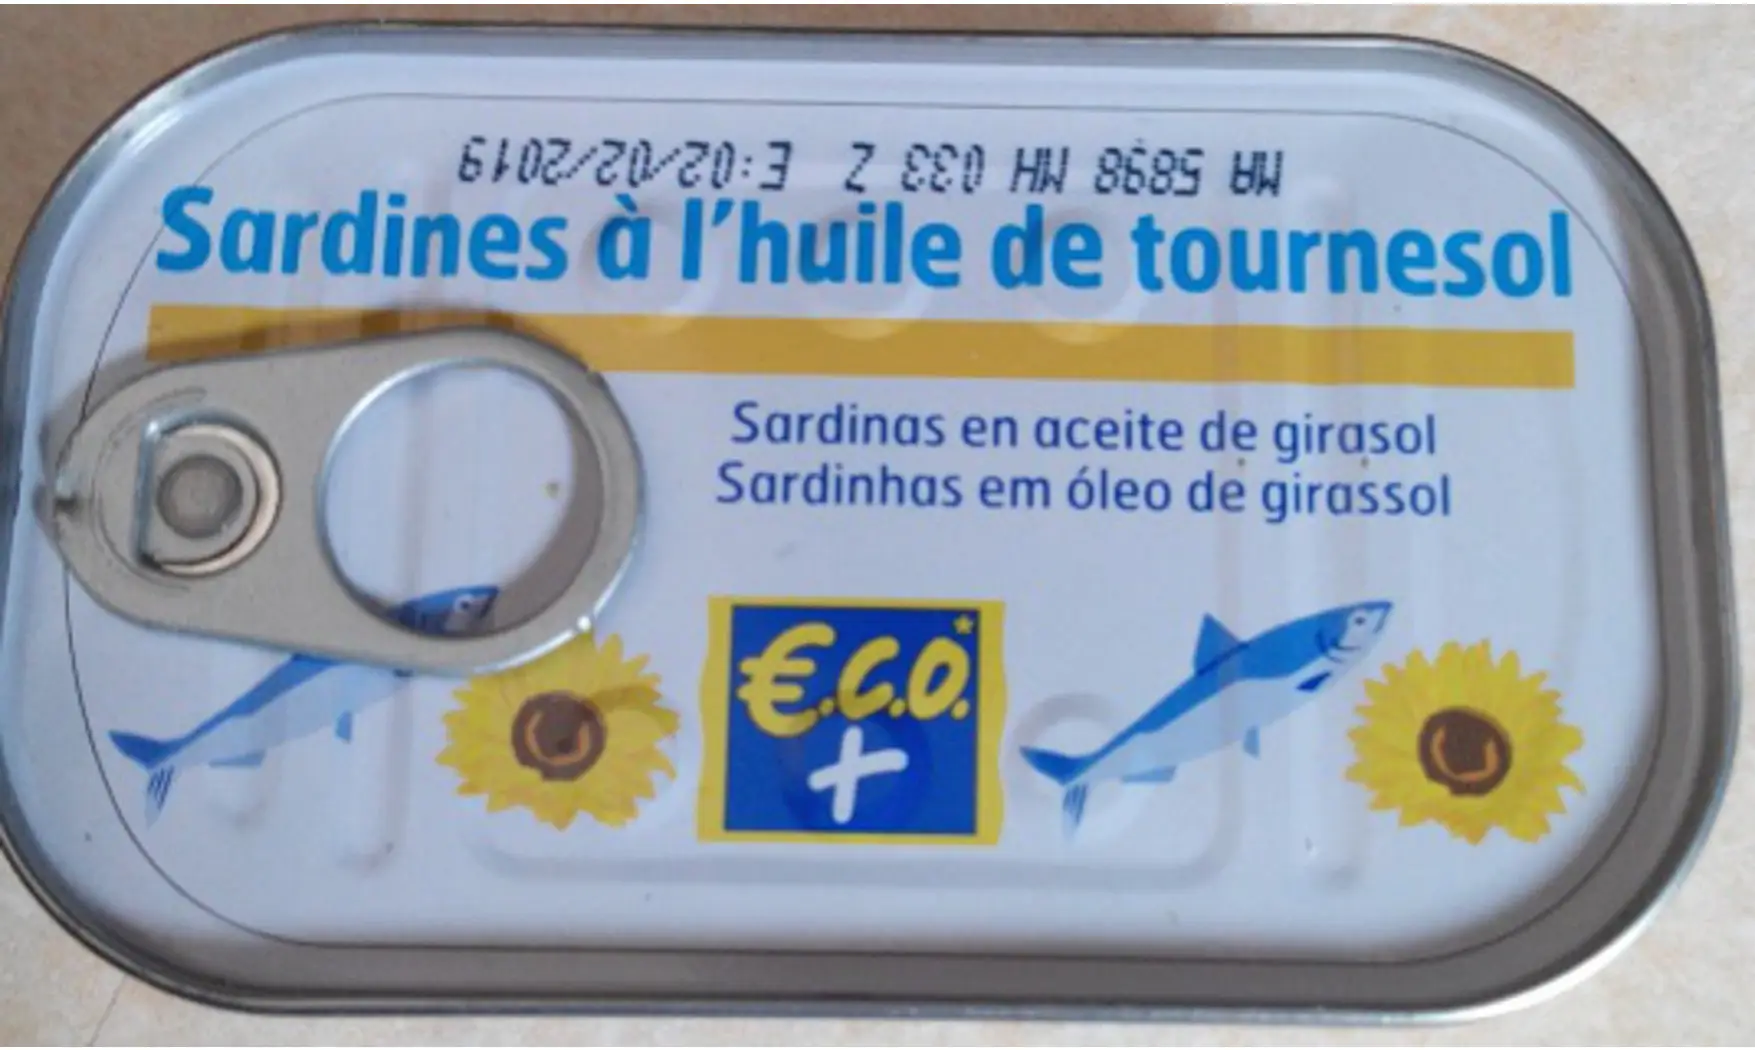 MA 5898 MH 033 Z E:02/02/2019
Sardines à l'huile de tournesol
Sardinas en aceite de girasol
Sardinhas em óleo de girassol
€.C.O.*
+